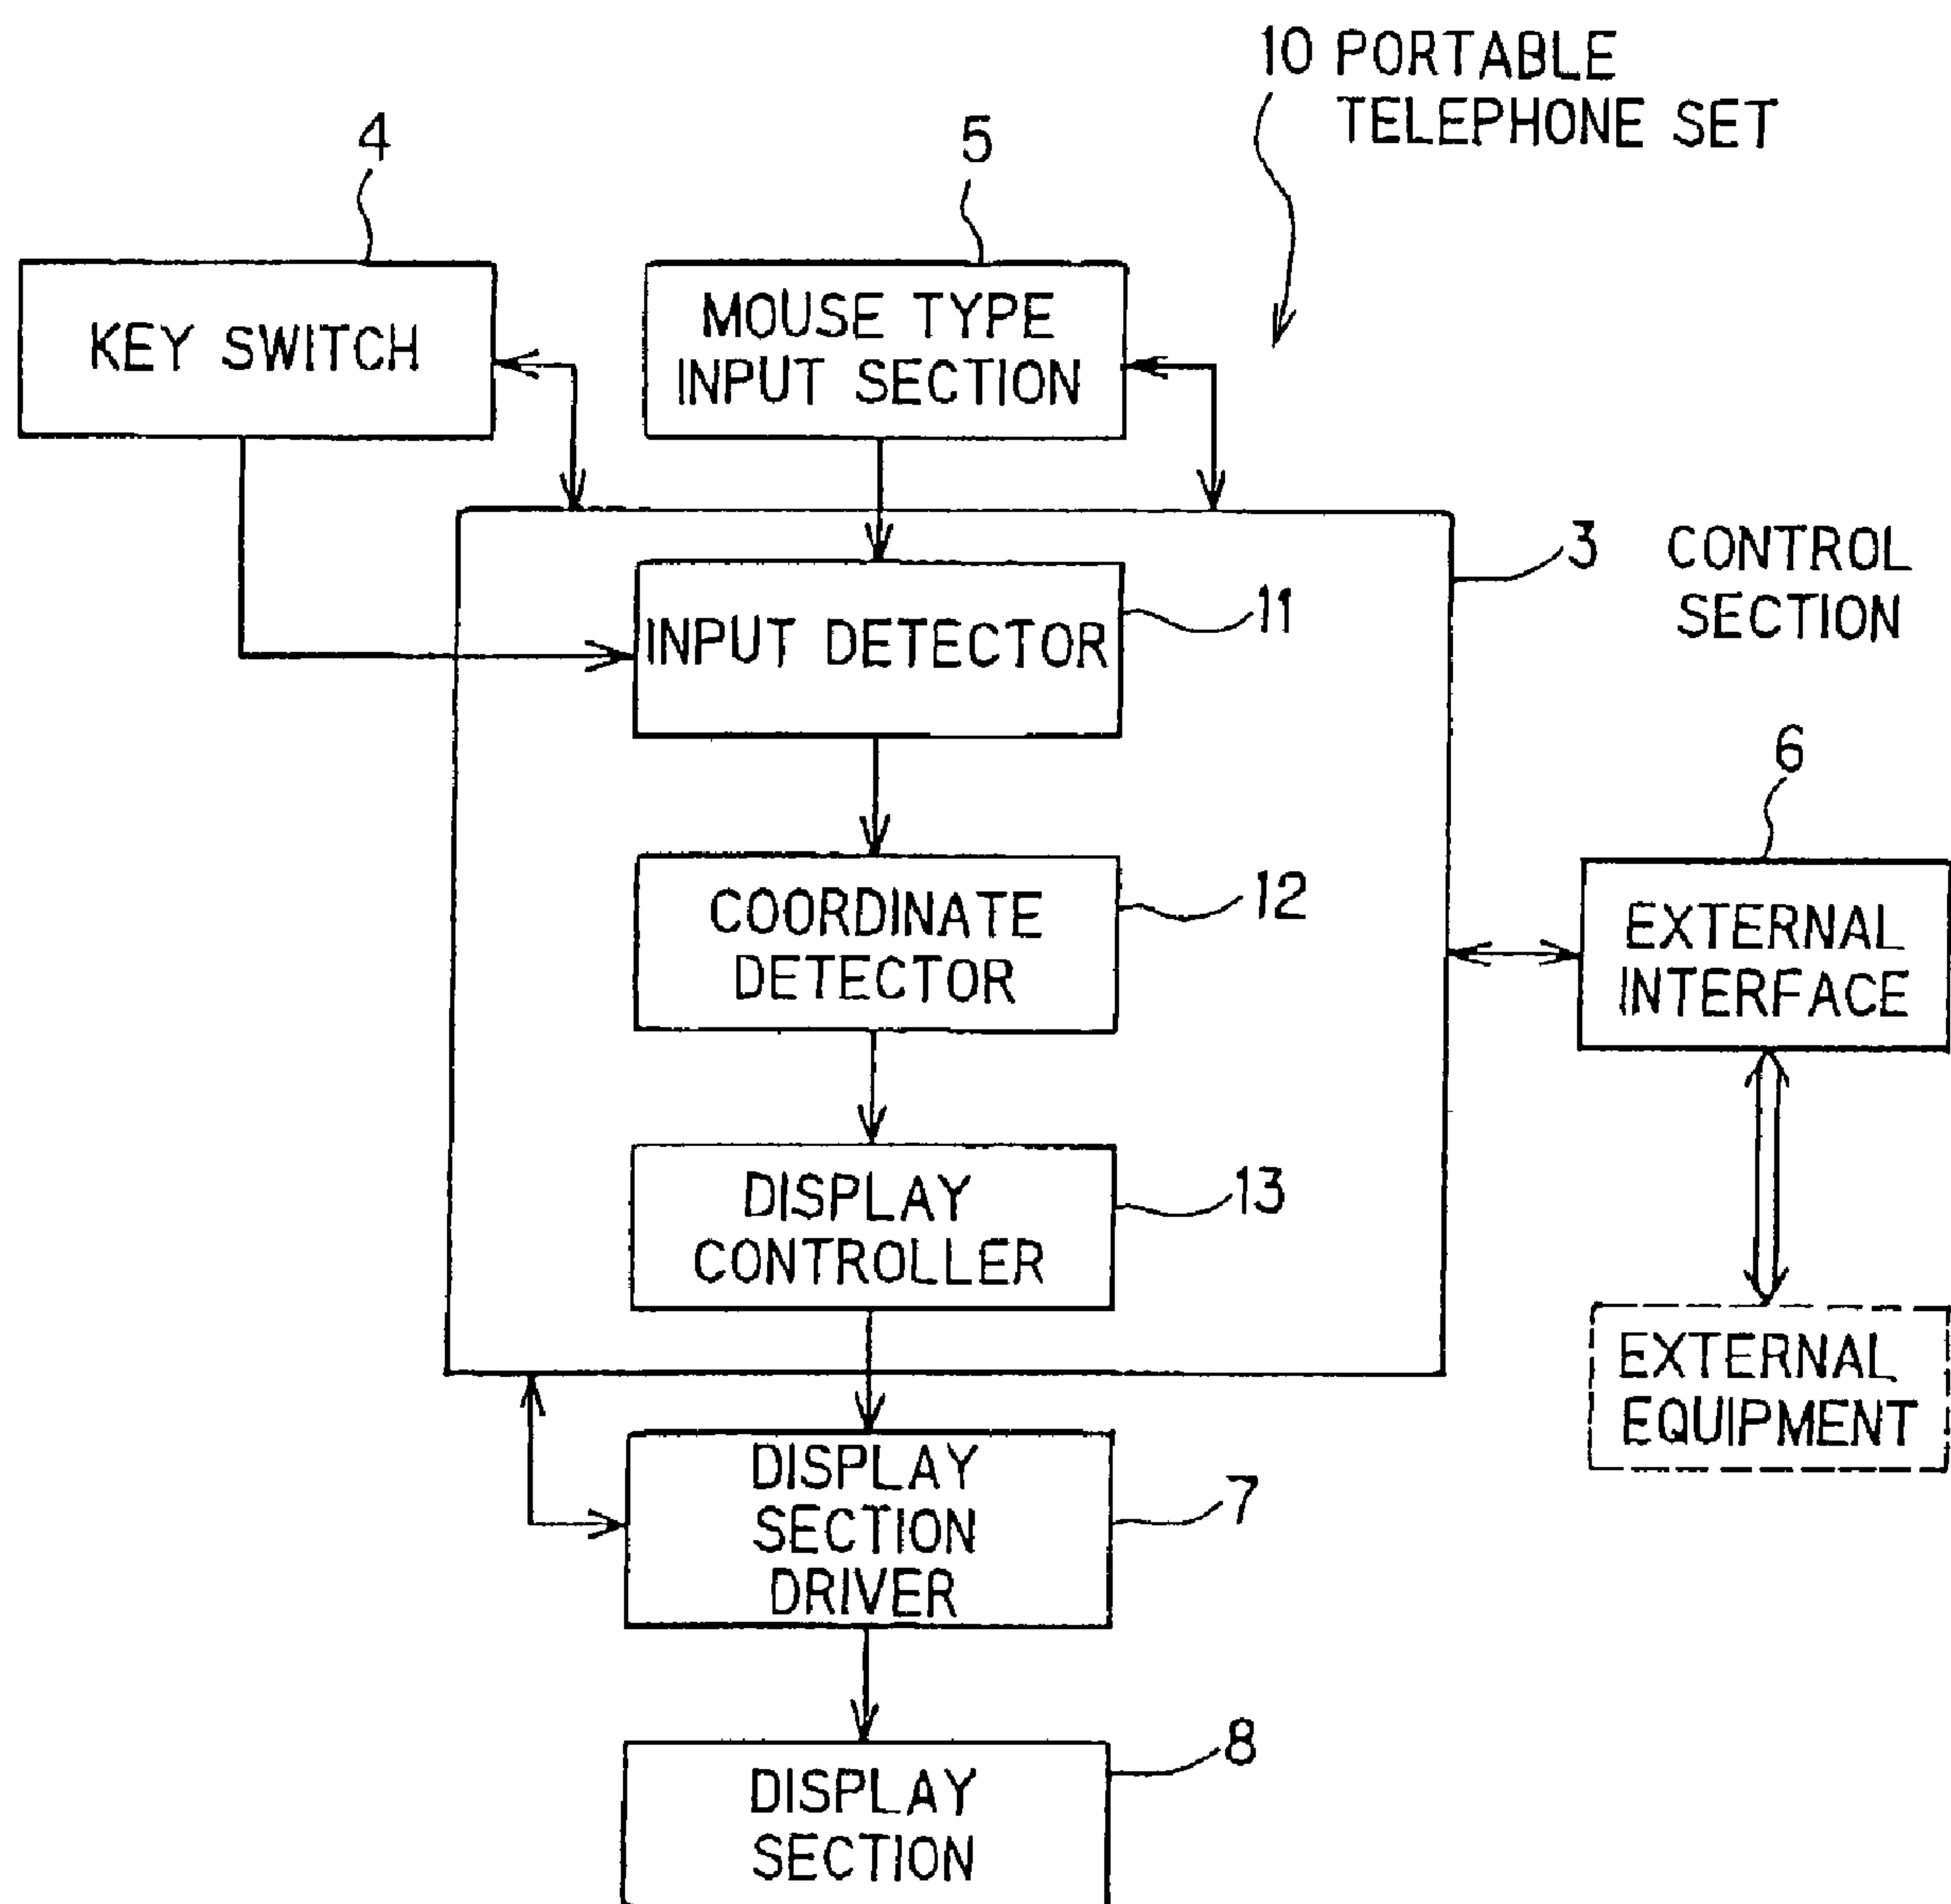 10 PORTABLE
TELEPHONE SET
4
5
KEY SWITCH
MOUSE TYPE
INPUT SECTION
3 CONTROL
SECTION
INPUT DETECTOR
11
6
COORDINATE
DETECTOR
12
EXTERNAL
INTERFACE
DISPLAY
CONTROLLER
13
EXTERNAL
EQUIPMENT
DISPLAY
SECTION
DRIVER
7
DISPLAY
SECTION
8